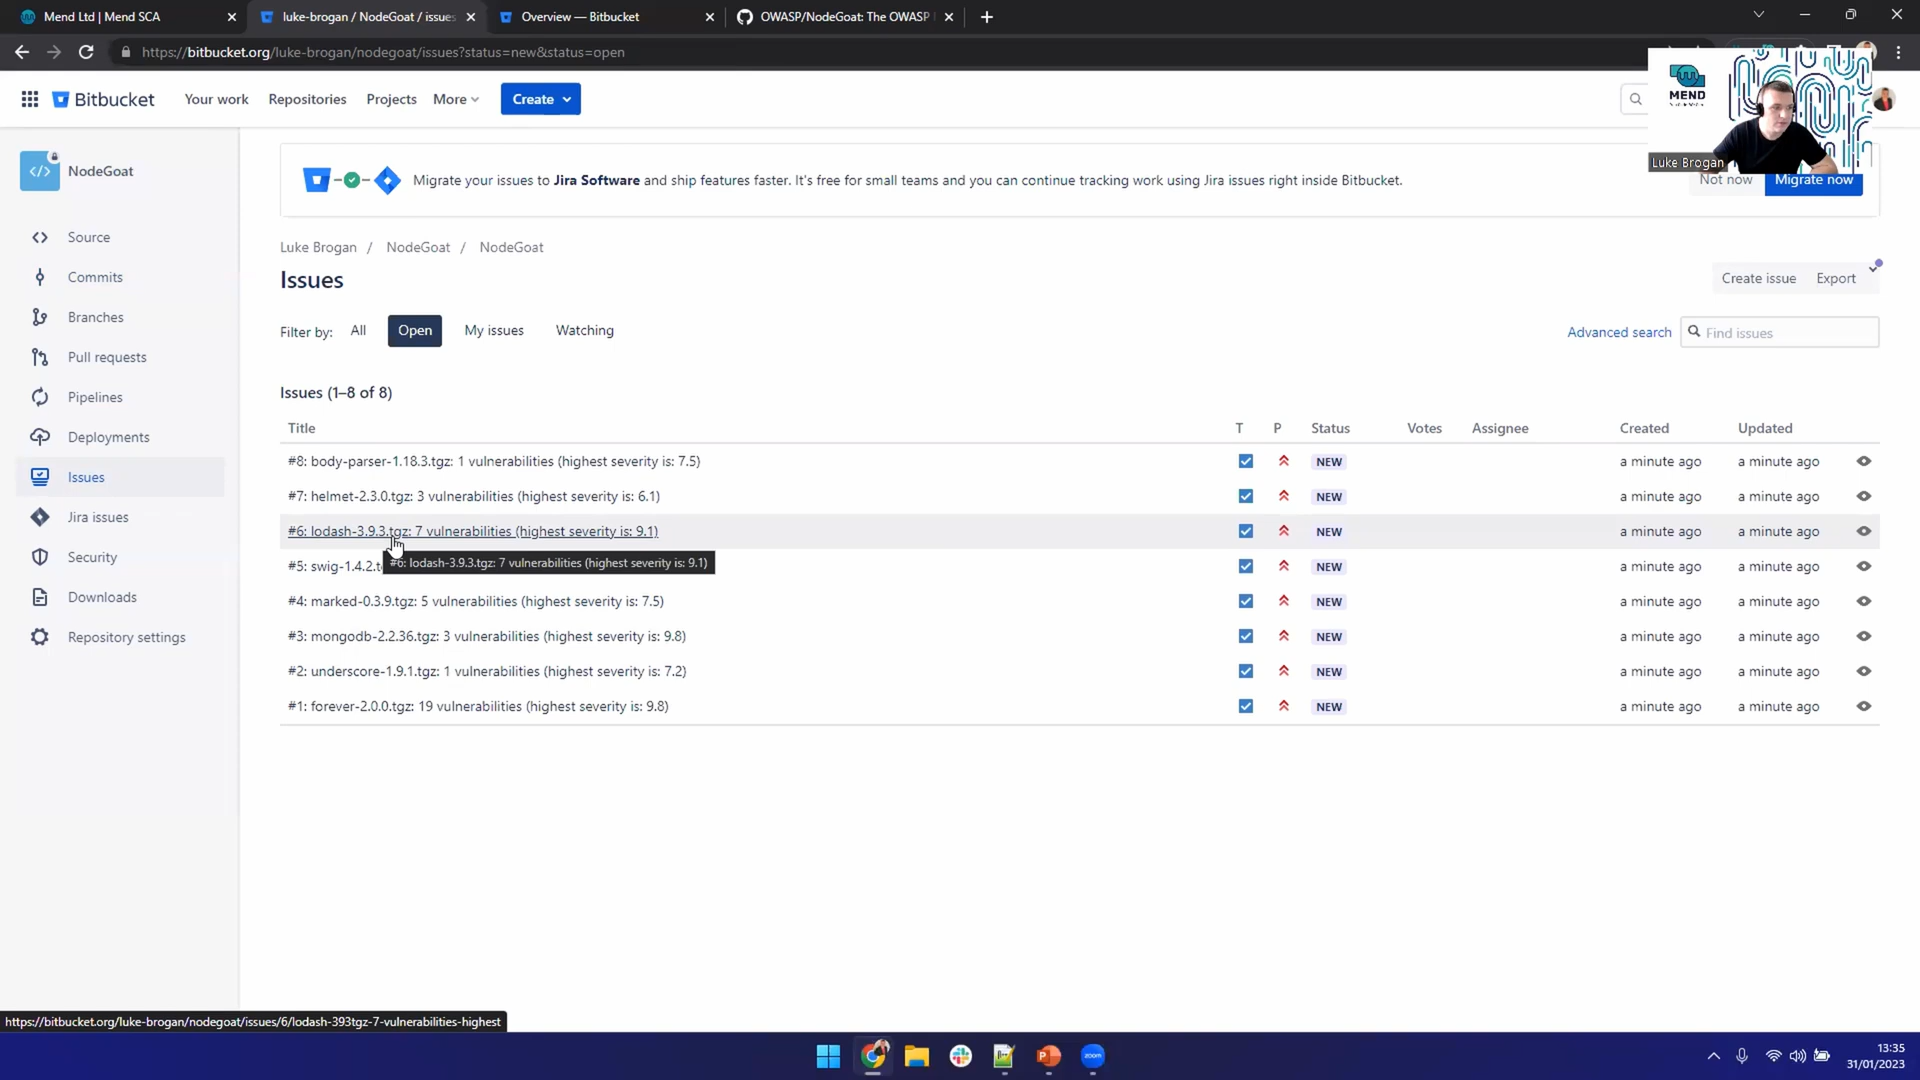 Mend Ltd | Mend SCA
luke-brogan / NodeGoat / issues
Overview — Bitbucket
OWASP/NodeGoat: The OWASP
https://bitbucket.org/luke-brogan/nodegoat/issues?status=new&status=open
Bitbucket
Your work
Repositories
Projects
More
Create
MEND
Luke Brogan
NodeGoat
Source
Commits
Branches
Pull requests
Pipelines
Deployments
Issues
Jira issues
Security
Downloads
Repository settings
Migrate your issues to Jira Software and ship features faster. It's free for small teams and you can continue tracking work using Jira issues right inside Bitbucket.
Not now
Migrate now
Luke Brogan / NodeGoat / NodeGoat
Issues
Create issue
Export
Filter by: All Open My issues Watching
Advanced search
Find issues
Issues (1–8 of 8)
Title T P Status Votes Assignee Created Updated
#8: body-parser-1.18.3.tgz: 1 vulnerabilities (highest severity is: 7.5) NEW a minute ago a minute ago
#7: helmet-2.3.0.tgz: 3 vulnerabilities (highest severity is: 6.1) NEW a minute ago a minute ago
#6: lodash-3.9.3.tgz: 7 vulnerabilities (highest severity is: 9.1) NEW a minute ago a minute ago
#6: lodash-3.9.3.tgz: 7 vulnerabilities (highest severity is: 9.1)
#5: swig-1.4.2.t NEW a minute ago a minute ago
#4: marked-0.3.9.tgz: 5 vulnerabilities (highest severity is: 7.5) NEW a minute ago a minute ago
#3: mongodb-2.2.36.tgz: 3 vulnerabilities (highest severity is: 9.8) NEW a minute ago a minute ago
#2: underscore-1.9.1.tgz: 1 vulnerabilities (highest severity is: 7.2) NEW a minute ago a minute ago
#1: forever-2.0.0.tgz: 19 vulnerabilities (highest severity is: 9.8) NEW a minute ago a minute ago
https://bitbucket.org/luke-brogan/nodegoat/issues/6/lodash-393tgz-7-vulnerabilities-highest
zoom
13:35
31/01/2023